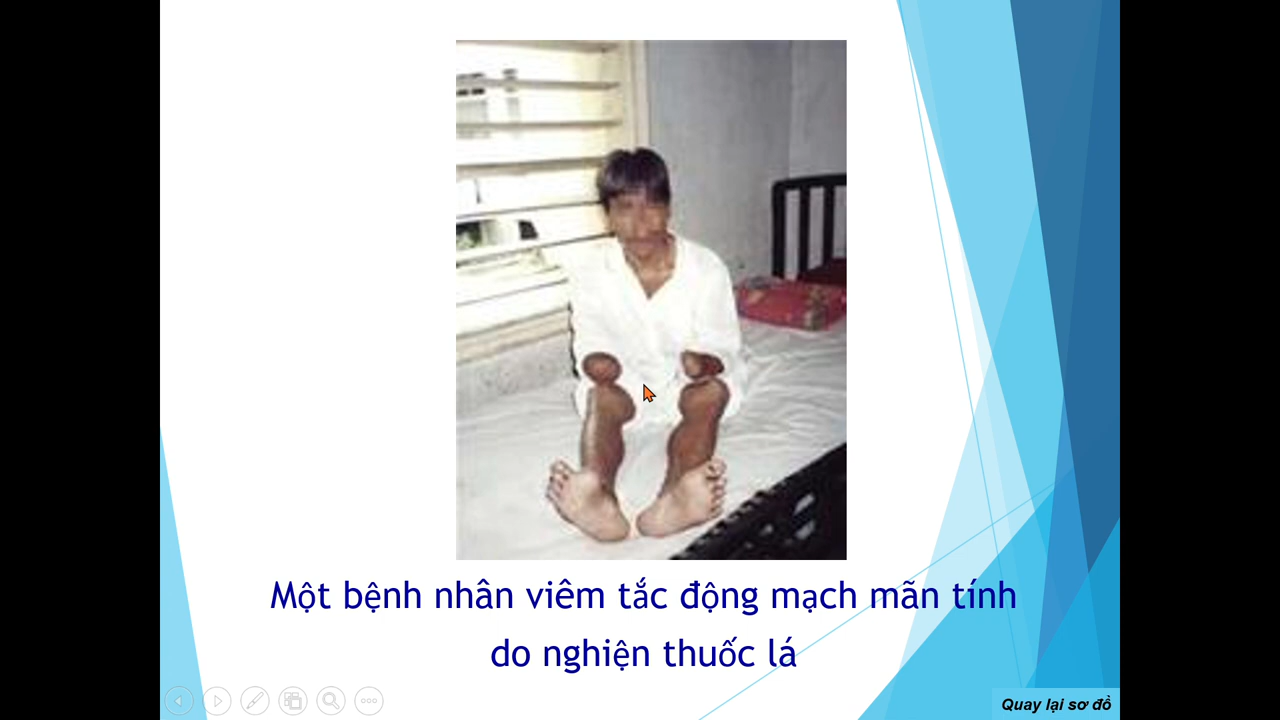 Một bệnh nhân viêm tắc động mạch mãn tính
do nghiện thuốc lá
Quay lại sơ đồ